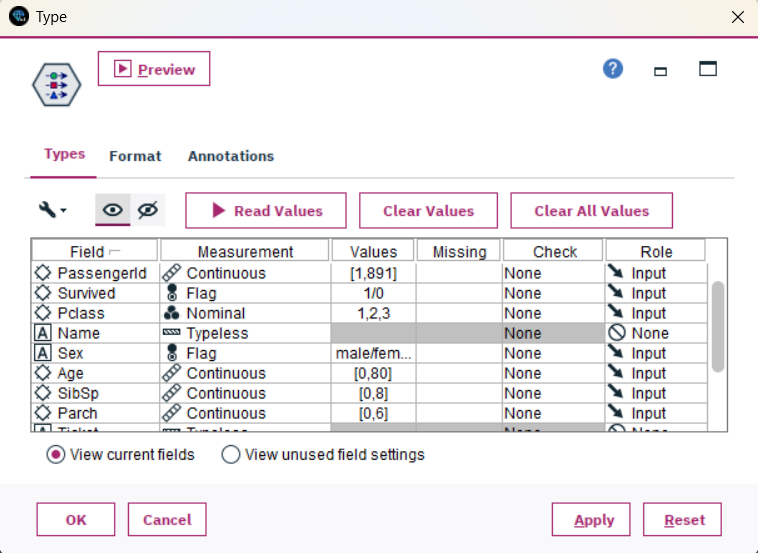 Type
Preview
?
Types Format Annotations
Read Values Clear Values Clear All Values
Field Measurement Values Missing Check Role
PassengerId Continuous [1,891] None Input
Survived Flag 1/0 None Input
Pclass Nominal 1,2,3 None Input
A Name Typeless None None
A Sex Flag male/fem... None Input
Age Continuous [0,80] None Input
SibSp Continuous [0,8] None Input
Parch Continuous [0,6] None Input
A Ticket Typeless None None
View current fields View unused field settings
OK Cancel Apply Reset